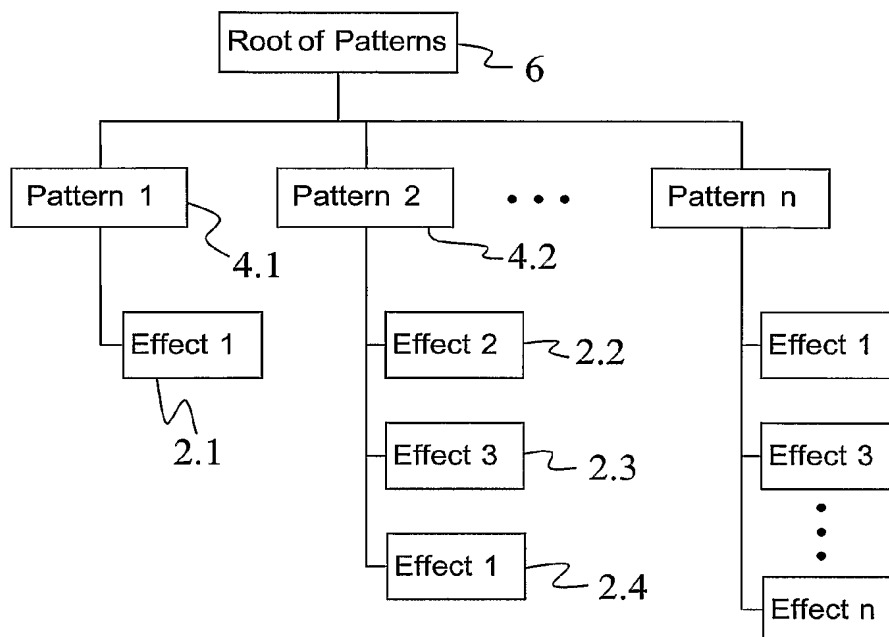 Root of Patterns
6
Pattern 1
Pattern 2
• • •
Pattern n
4.1
4.2
Effect 1
Effect 2
2.2
Effect 1
2.1
Effect 3
2.3
Effect 3
Effect 1
2.4
Effect n